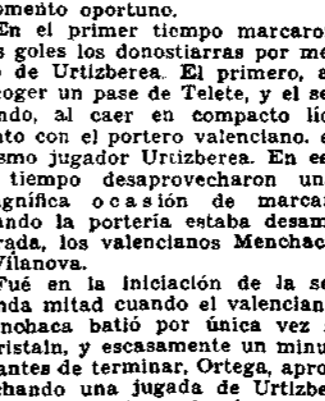 omento oportuno.
En el primer tiempo marcaro
s goles los donostiarras por me
o de Urtizberea. El primero, a
coger un pase de Telete, y el se
ndo, al caer en compacto lío
nto con el portero valenciano. e
smo jugador Urtizberea. En es
tiempo desaprovecharon un
gnífica ocasión de marca
ando la portería estaba desam
rada, los valencianos Menchac
Vilanova.
Fué en la iniciación de la se
nda mitad cuando el valencian
enchaca batió por única vez
ristain, y escasamente un minu
antes de terminar, Ortega, apro
chando una jugada de Urtizbe